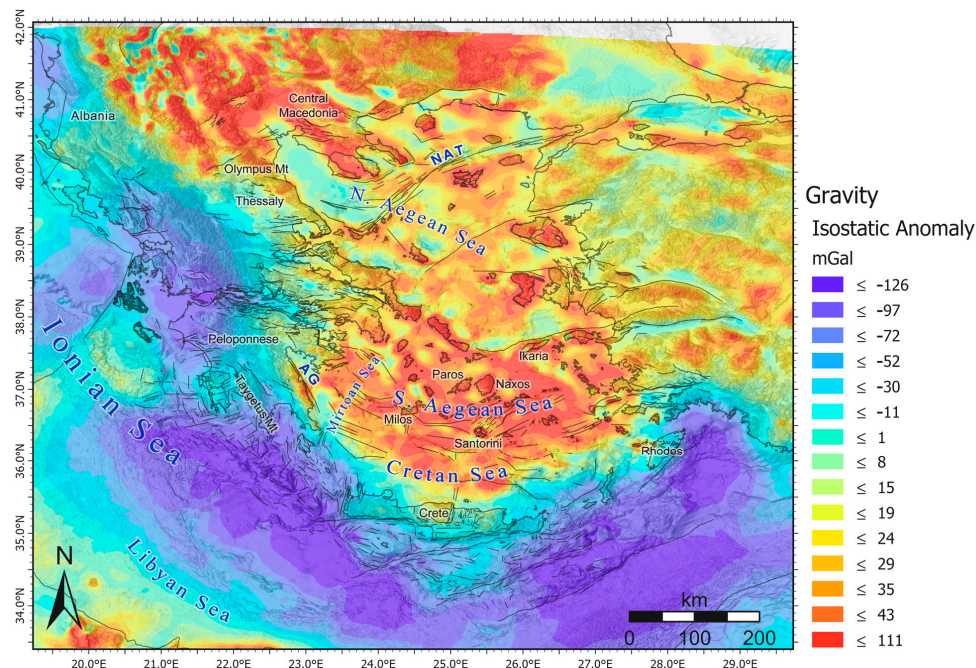 42.0°N
41.0°N
40.0°N
39.0°N
38.0°N
37.0°N
36.0°N
35.0°N
34.0°N
20.0°E 21.0°E 22.0°E 23.0°E 24.0°E 25.0°E 26.0°E 27.0°E 28.0°E 29.0°E
Albania
Central
Macedonia
Olympus Mt
NAT
Thessaly
N. Aegean Sea
Ionian Sea
Peloponnese
AG
Taygetus Mt
Mirtoan Sea
Ikaria
Paros
Naxos
S. Aegean Sea
Milos
Santorini
Rhodes
Cretan Sea
Crete
Libyan Sea
N
km
0 100 200
Gravity
Isostatic Anomaly
mGal
≤ -126
≤ -97
≤ -72
≤ -52
≤ -30
≤ -11
≤ 1
≤ 8
≤ 15
≤ 19
≤ 24
≤ 29
≤ 35
≤ 43
≤ 111